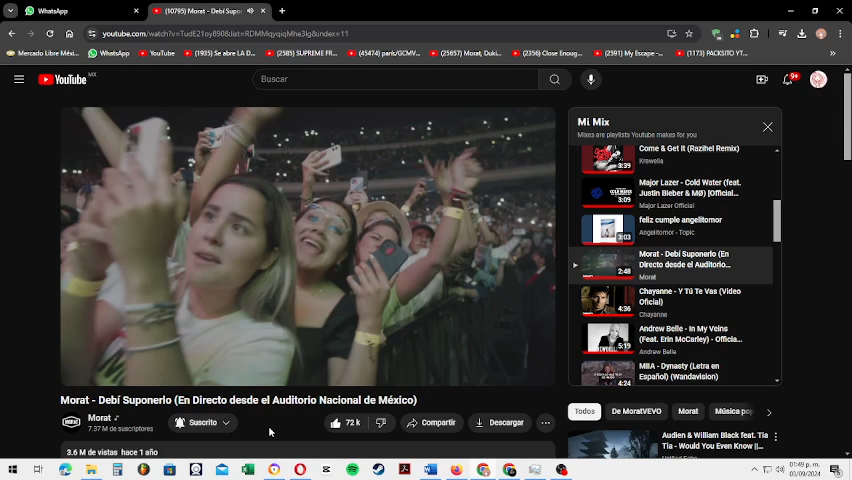 WhatsApp
(10795) Morat - Debí Supon
youtube.com/watch?v=TudE21oy890&list=RDMMqyqqMhe3Ig&index=11
Mercado Libre Méxi...
WhatsApp
YouTube
(1935) Se abre LA D...
(2585) SUPREME FR...
(45474) paris/GCMV...
(25657) Morat, Duki...
(2356) Close Enoug...
(2591) My Escape -...
(1173) PACKSITO YT...
YouTube MX
Buscar
9+
Mi Mix
Mixes are playlists Youtube makes for you
Come & Get It (Razihel Remix)
Krewella
3:39
Major Lazer - Cold Water (feat.
Justin Bieber & MØ) [Official...
Major Lazer Official
3:09
feliz cumple angelitomor
Angelitomor - Topic
3:03
Morat - Debí Suponerlo (En
Directo desde el Auditorio...
Morat
2:48
Chayanne - Y Tú Te Vas (Video
Oficial)
Chayanne
4:36
Andrew Belle - In My Veins
(Feat. Erin McCarley) - Officia...
Andrew Belle
5:19
MIIA - Dynasty (Letra en
Español) (Wandavision)
4:24
Morat - Debí Suponerlo (En Directo desde el Auditorio Nacional de México)
MORAT
Morat
7.37 M de suscriptores
Suscrito
72 k
Compartir
Descargar
3.6 M de vistas hace 1 año
Todos
De MoratVEVO
Morat
Música pop
Audien & William Black feat. Tia
Tia - Would You Even Know ||
01:49 p. m.
03/09/2024